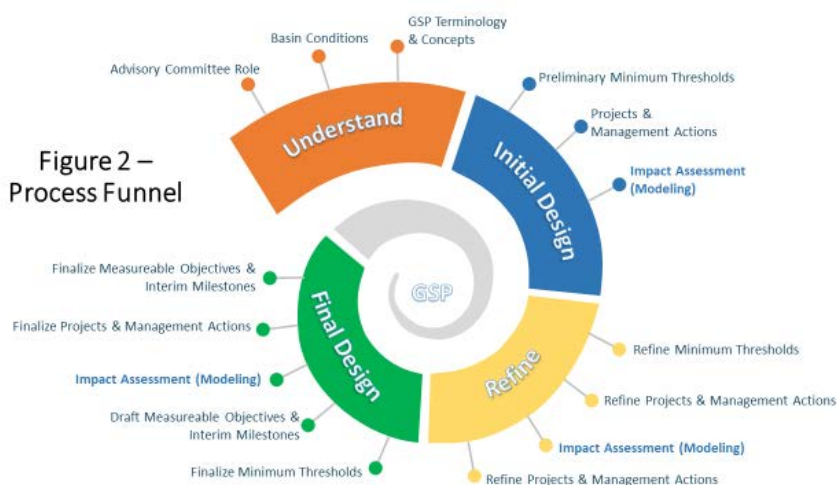 GSP Terminology
& Concepts
Basin Conditions
Advisory Committee Role
Understand
Figure 2 –
Process Funnel
Preliminary Minimum Thresholds
Projects &
Management Actions
Impact Assessment
(Modeling)
Initial Design
Refine Minimum Thresholds
Refine Projects & Management Actions
Impact Assessment (Modeling)
Refine Projects & Management Actions
Refine
Finalize Measureable Objectives &
Interim Milestones
Finalize Projects & Management Actions
Impact Assessment (Modeling)
Draft Measureable Objectives &
Interim Milestones
Finalize Minimum Thresholds
Final Design
GSP